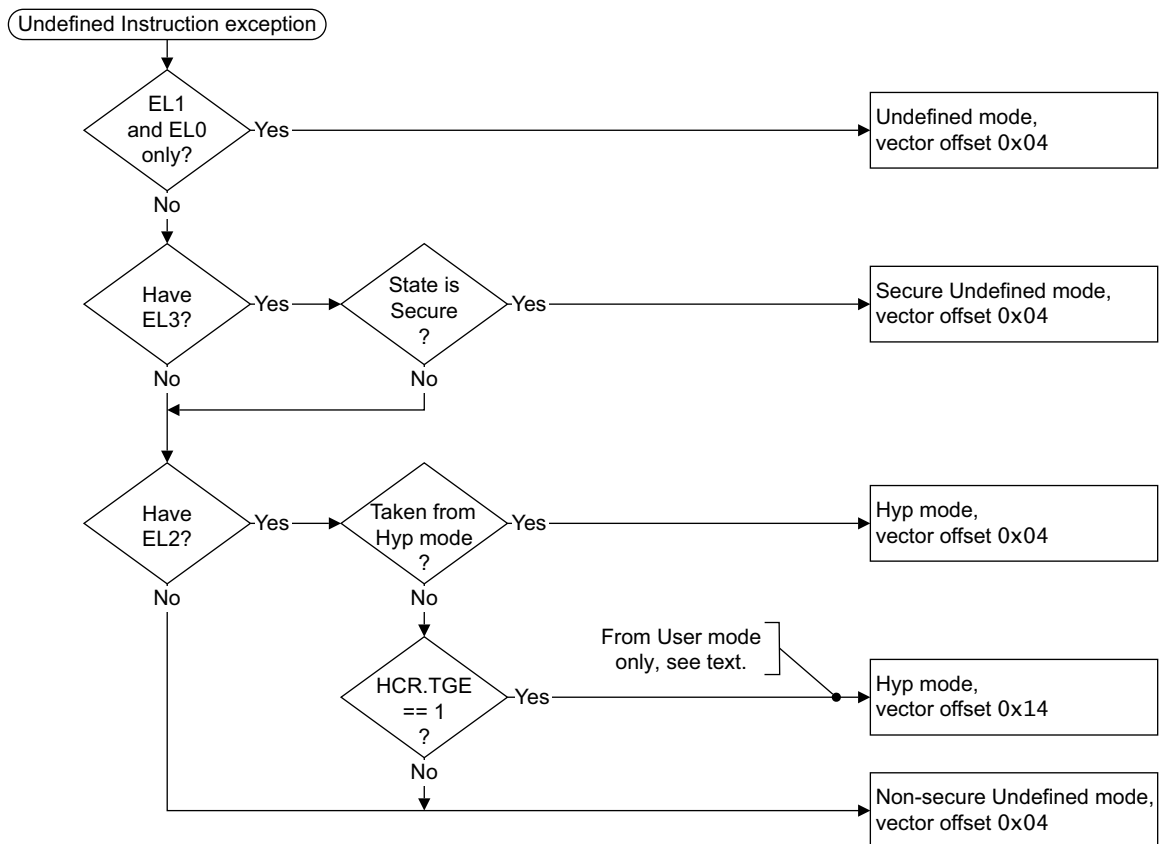 Undefined Instruction exception
EL1
and EL0
only?
Yes
Undefined mode,
vector offset 0x04
No
Have
EL3?
Yes
State is
Secure
?
Yes
Secure Undefined mode,
vector offset 0x04
No
No
Have
EL2?
Yes
Taken from
Hyp mode
?
Yes
Hyp mode,
vector offset 0x04
No
No
From User mode
only, see text.
HCR.TGE
== 1
?
Yes
Hyp mode,
vector offset 0x14
No
Non-secure Undefined mode,
vector offset 0x04